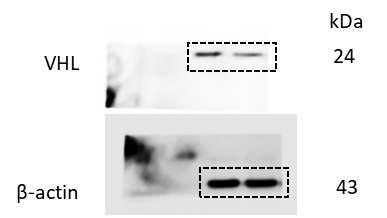 kDa
VHL 24
β-actin 43